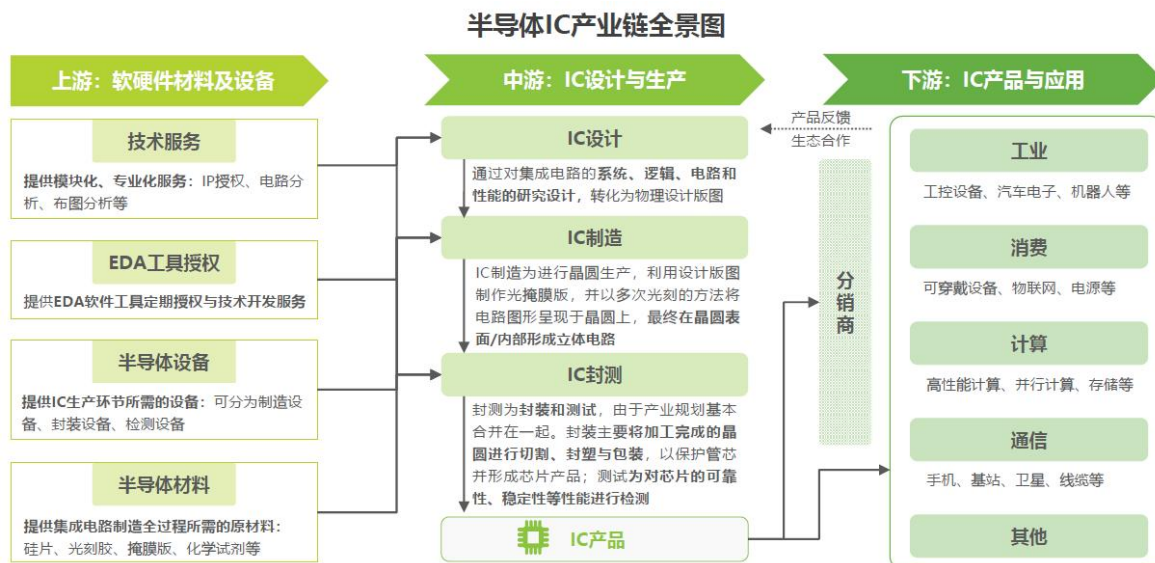 半导体IC产业链全景图
上游：软硬件材料及设备
中游：IC设计与生产
下游：IC产品与应用
技术服务
提供模块化、专业化服务：IP授权、电路分
析、布图分析等
EDA工具授权
提供EDA软件工具定期授权与技术开发服务
半导体设备
提供IC生产环节所需的设备：可分为制造设
备、封装设备、检测设备
半导体材料
提供集成电路制造全过程所需的原材料：
硅片、光刻胶、掩膜版、化学试剂等
IC设计
通过对集成电路的系统、逻辑、电路和
性能的研究设计，转化为物理设计版图
IC制造
IC制造为进行晶圆生产，利用设计版图
制作光掩膜版，并以多次光刻的方法将
电路图形呈现于晶圆上，最终在晶圆表
面/内部形成立体电路
IC封测
封测为封装和测试，由于产业规划基本
合并在一起。封装主要将加工完成的晶
圆进行切割、封塑与包装，以保护管芯
并形成芯片产品；测试为对芯片的可靠
性、稳定性等性能进行检测
IC产品
产品反馈
生态合作
分销商
工业
工控设备、汽车电子、机器人等
消费
可穿戴设备、物联网、电源等
计算
高性能计算、并行计算、存储等
通信
手机、基站、卫星、线缆等
其他